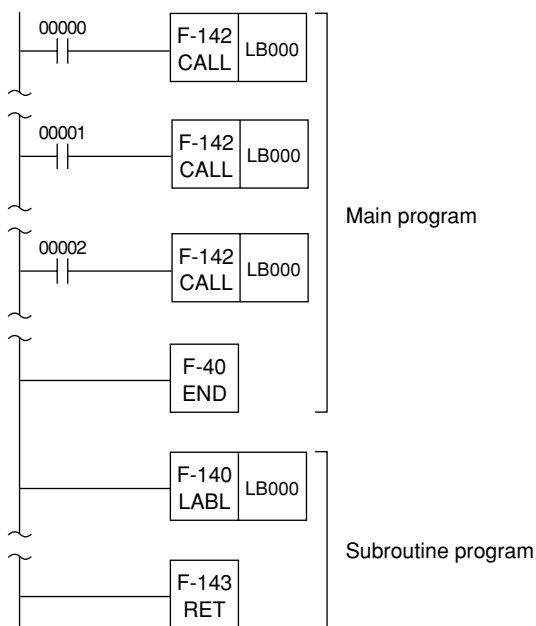 00000
F-142
CALL
LB000
00001
F-142
CALL
LB000
Main program
00002
F-142
CALL
LB000
F-40
END
F-140
LABL
LB000
Subroutine program
F-143
RET